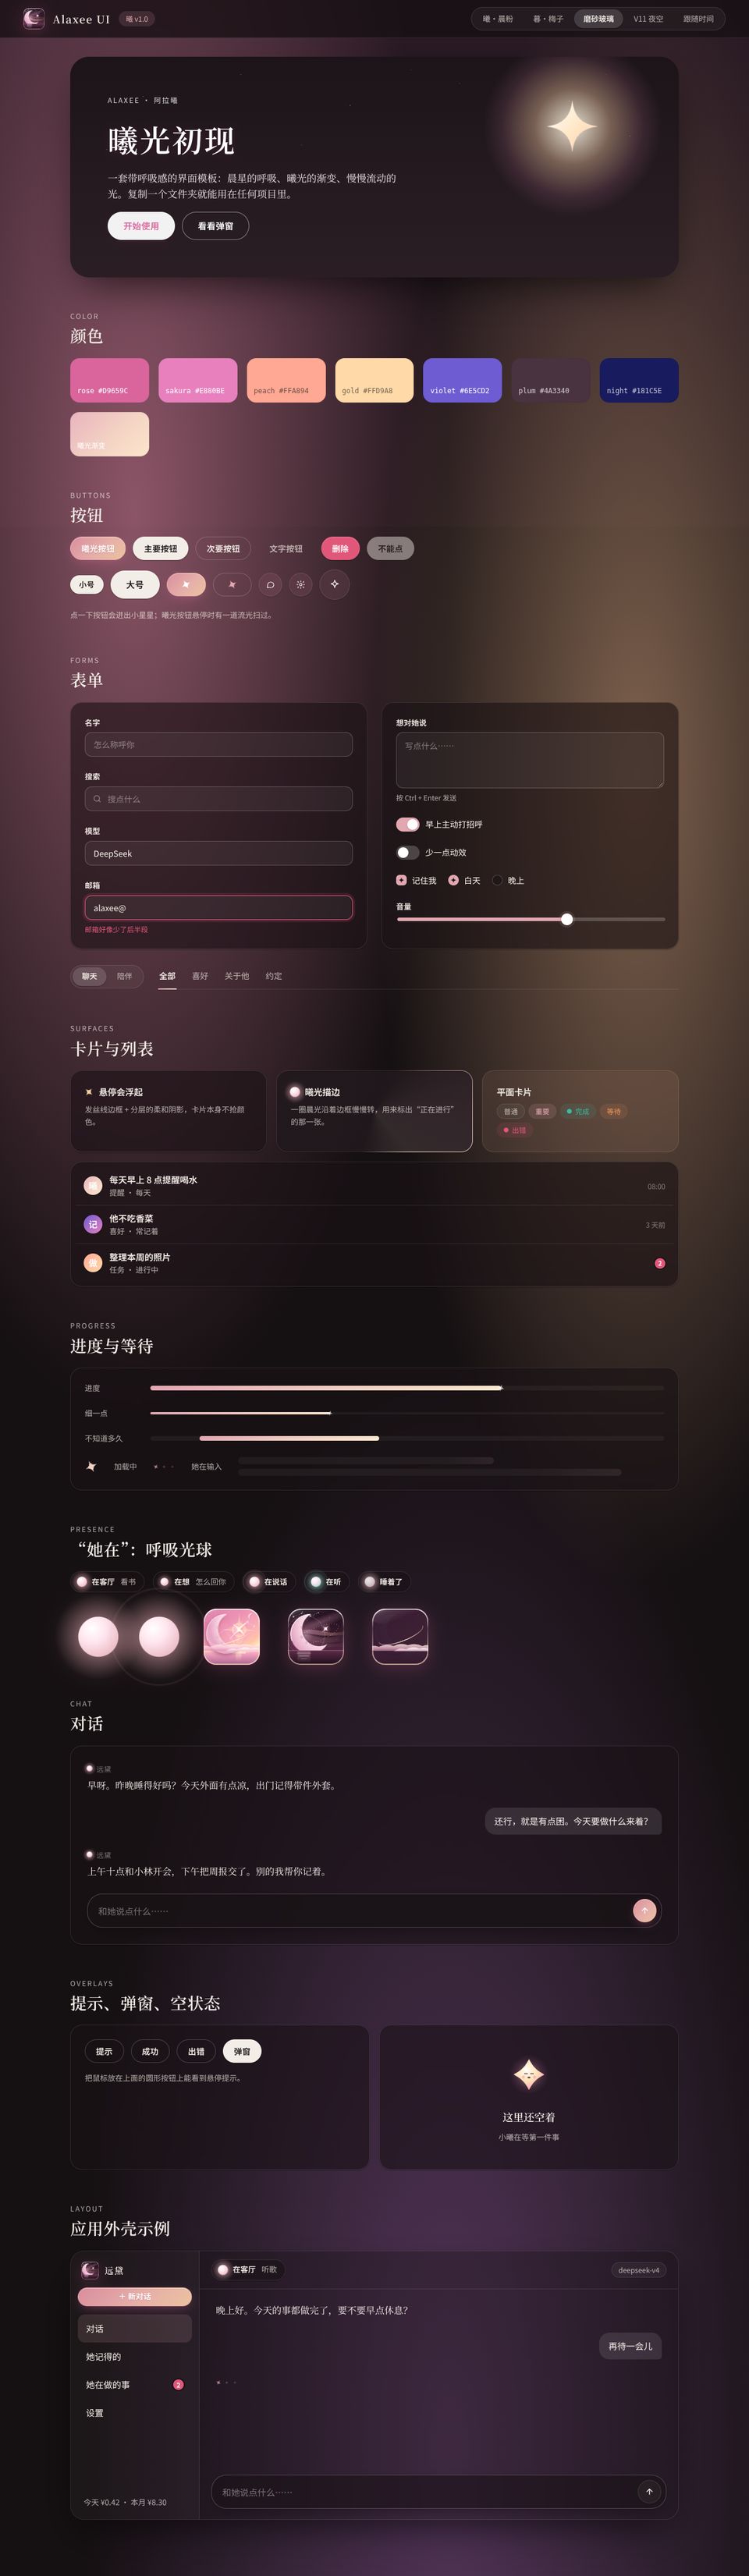 Alaxee UI
曦 v1.0
曦・晨粉
暮・梅子
磨砂玻璃
V11 夜空
跟随时间
ALAXEE ・ 阿拉曦
曦光初现
一套带呼吸感的界面模板：晨星的呼吸、曦光的渐变、慢慢流动的
光。复制一个文件夹就能用在任何项目里。
开始使用
看看弹窗
COLOR
颜色
rose #D9659C
sakura #E880BE
peach #FFA894
gold #FFD9A8
violet #6E5CD2
plum #4A3340
night #181C5E
曦光渐变
BUTTONS
按钮
曦光按钮
主要按钮
次要按钮
文字按钮
删除
不能点
小号
大号
点一下按钮会迸出小星星；曦光按钮悬停时有一道流光扫过。
FORMS
表单
名字
怎么称呼你
搜索
搜点什么
模型
DeepSeek
邮箱
alaxee@
邮箱好像少了后半段
想对她说
写点什么……
按 Ctrl + Enter 发送
早上主动打招呼
少一点动效
记住我
白天
晚上
音量
聊天
陪伴
全部
喜好
关于他
约定
SURFACES
卡片与列表
悬停会浮起
发丝线边框 + 分层的柔和阴影，卡片本身不抢颜
色。
曦光描边
一圈晨光沿着边框慢慢转，用来标出“正在进行”
的那一张。
平面卡片
普通
重要
完成
等待
出错
每天早上 8 点提醒喝水
提醒 ・ 每天
08:00
记
他不吃香菜
喜好 ・ 常记着
3 天前
做
整理本周的照片
任务 ・ 进行中
2
PROGRESS
进度与等待
进度
细一点
不知道多久
加载中
她在输入
PRESENCE
“她在”：呼吸光球
在客厅 看书
在想 怎么回你
在说话
在听
睡着了
CHAT
对话
远黛
早呀。昨晚睡得好吗？今天外面有点凉，出门记得带件外套。
还行，就是有点困。今天要做什么来着？
远黛
上午十点和小林开会，下午把周报交了。别的我帮你记着。
和她说点什么……
OVERLAYS
提示、弹窗、空状态
提示
成功
出错
弹窗
把鼠标放在上面的圆形按钮上能看到悬停提示。
这里还空着
小曦在等第一件事
LAYOUT
应用外壳示例
远黛
＋ 新对话
对话
她记得的
她在做的事
2
设置
今天 ¥0.42 ・ 本月 ¥8.30
在客厅 听歌
deepseek-v4
晚上好。今天的事都做完了，要不要早点休息？
再待一会儿
和她说点什么……